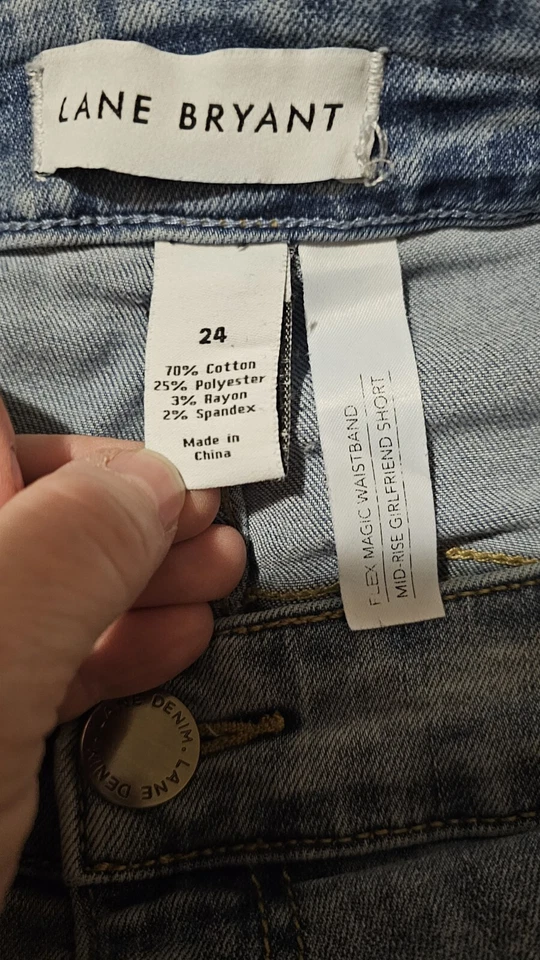 LANE BRYANT
24
70% Cotton
25% Polyester
3% Rayon
2% Spandex
Made in
China
FLEX MAGIC WAISTBAND
MID-RISE GIRLFRIEND SHORT
DENIM. LANE DENI